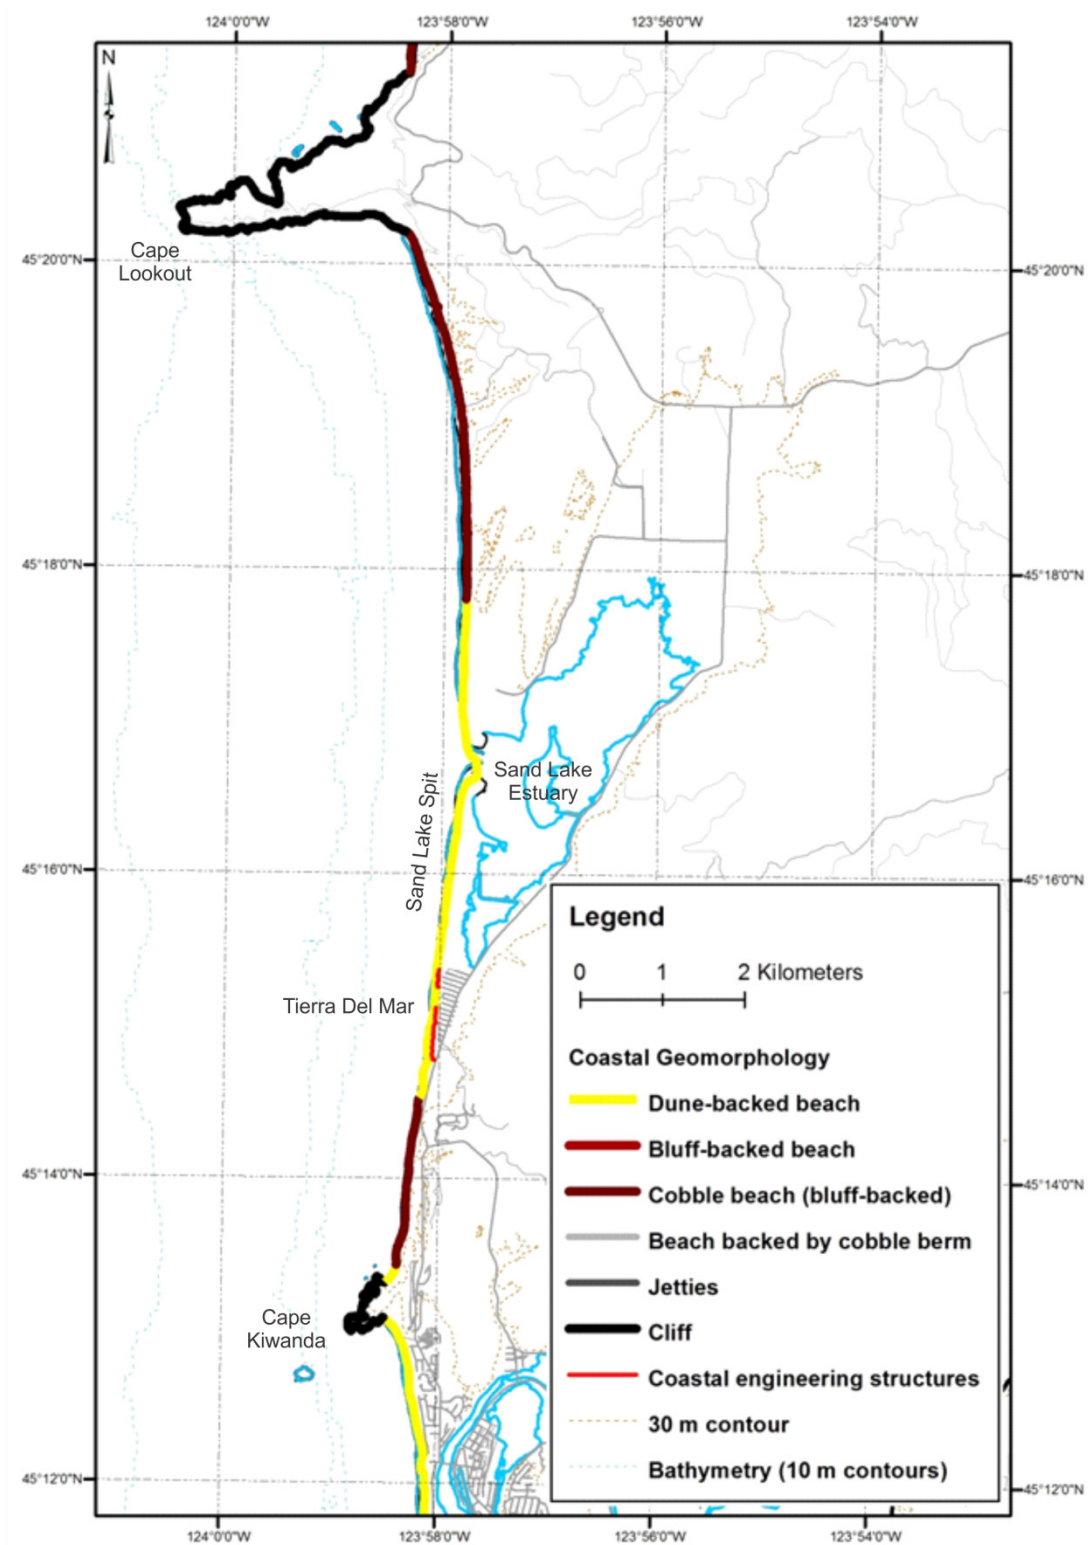 124°0'0"W 123°58'0"W 123°56'0"W 123°54'0"W
N
Cape
Lookout
45°20'0"N 45°20'0"N
45°18'0"N 45°18'0"N
Sand Lake
Estuary
Sand Lake Spit
45°16'0"N 45°16'0"N
Legend
0 1 2 Kilometers
Tierra Del Mar
Coastal Geomorphology
Dune-backed beach
Bluff-backed beach
45°14'0"N 45°14'0"N
Cobble beach (bluff-backed)
Beach backed by cobble berm
Jetties
Cape
Kiwanda
Cliff
Coastal engineering structures
30 m contour
Bathymetry (10 m contours)
45°12'0"N 45°12'0"N
124°0'0"W 123°58'0"W 123°56'0"W 123°54'0"W